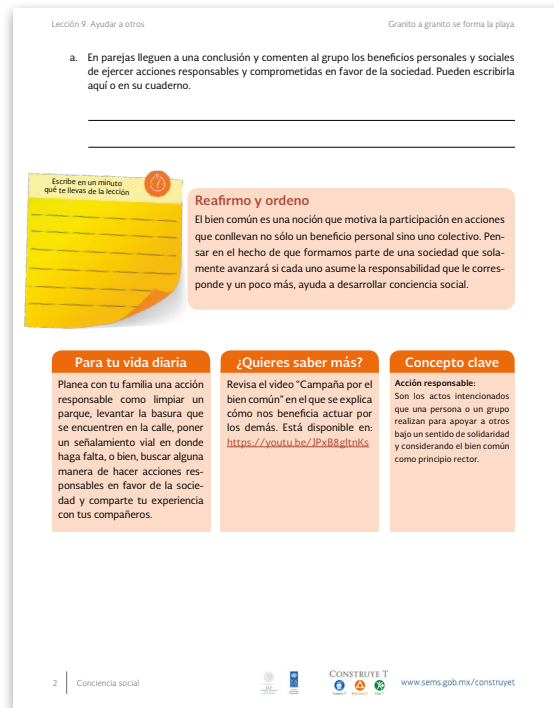 Lección 9. Ayudar a otros
Granito a granito se forma la playa
a. En parejas lleguen a una conclusión y comenten al grupo los beneficios personales y sociales
de ejercer acciones responsables y comprometidas en favor de la sociedad. Pueden escribirla
aquí o en su cuaderno.
Escribe en un minuto
qué te llevas de la lección
Reafirmo y ordeno
El bien común es una noción que motiva la participación en acciones
que conllevan no sólo un beneficio personal sino uno colectivo. Pen-
sar en el hecho de que formamos parte de una sociedad que sola-
mente avanzará si cada uno asume la responsabilidad que le corres-
ponde y un poco más, ayuda a desarrollar conciencia social.
Para tu vida diaria
Planea con tu familia una acción
responsable como limpiar un
parque, levantar la basura que
se encuentren en la calle, poner
un señalamiento vial en donde
haga falta, o bien, buscar alguna
manera de hacer acciones res-
ponsables en favor de la socie-
dad y comparte tu experiencia
con tus compañeros.
¿Quieres saber más?
Revisa el video “Campaña por el
bien común” en el que se explica
cómo nos beneficia actuar por
los demás. Está disponible en:
https://youtu.be/JPxB8gltnKs
Concepto clave
Acción responsable:
Son los actos intencionados
que una persona o un grupo
realizan para apoyar a otros
bajo un sentido de solidaridad
y considerando el bien común
como principio rector.
2
Conciencia social
CONSTRUYE T
www.sems.gob.mx/construyet